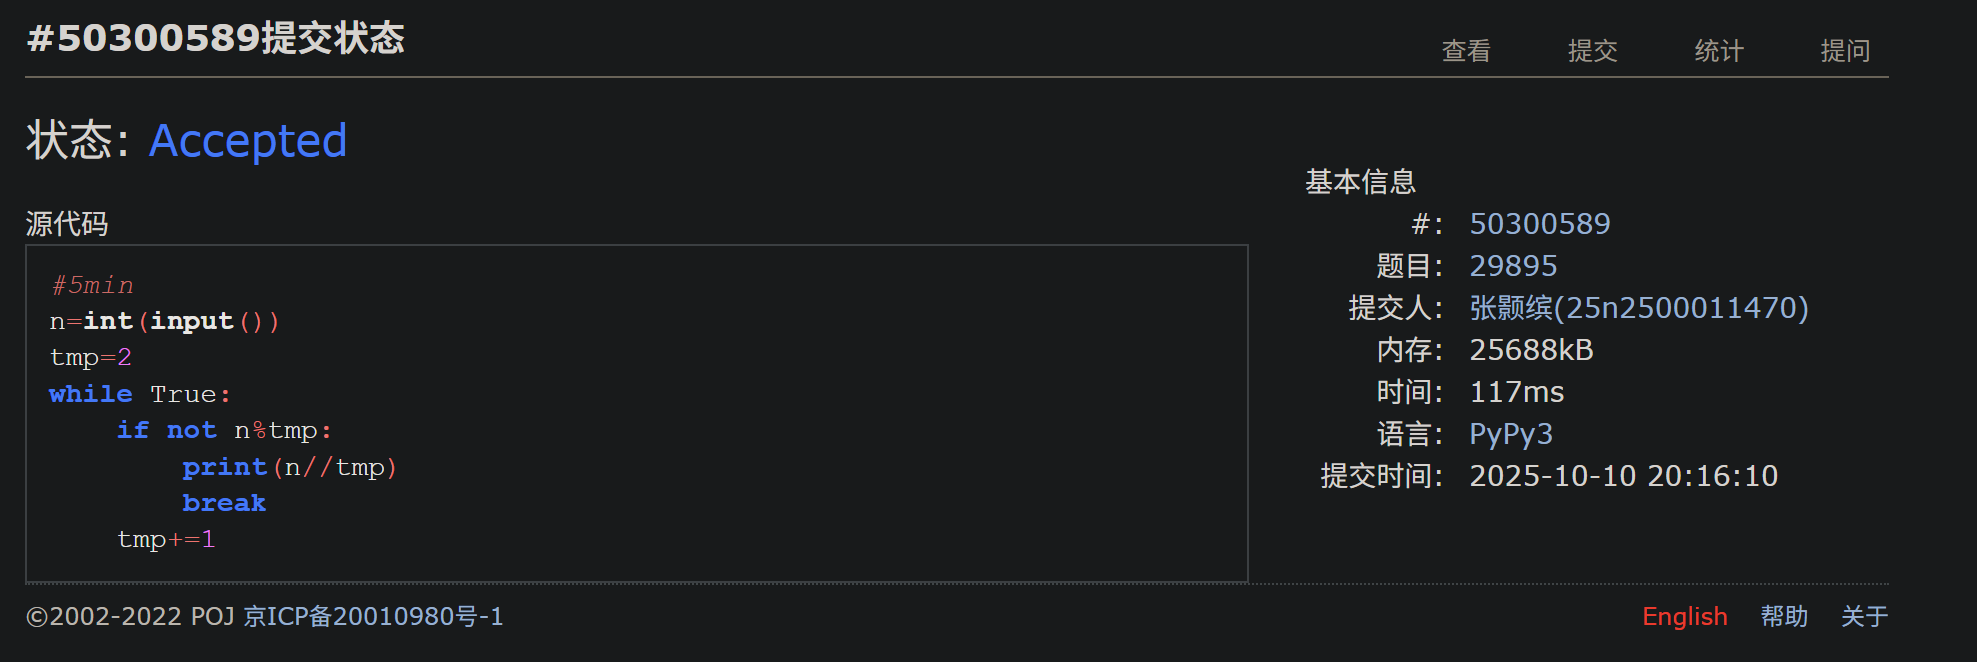 #50300589提交状态
查看 提交 统计 提问
状态: Accepted
源代码
#5min
n=int(input())
tmp=2
while True:
    if not n%tmp:
        print(n//tmp)
        break
    tmp+=1
基本信息
#: 50300589
题目: 29895
提交人: 张颢缤(25n2500011470)
内存: 25688kB
时间: 117ms
语言: PyPy3
提交时间: 2025-10-10 20:16:10
©2002-2022 POJ 京ICP备20010980号-1
English 帮助 关于